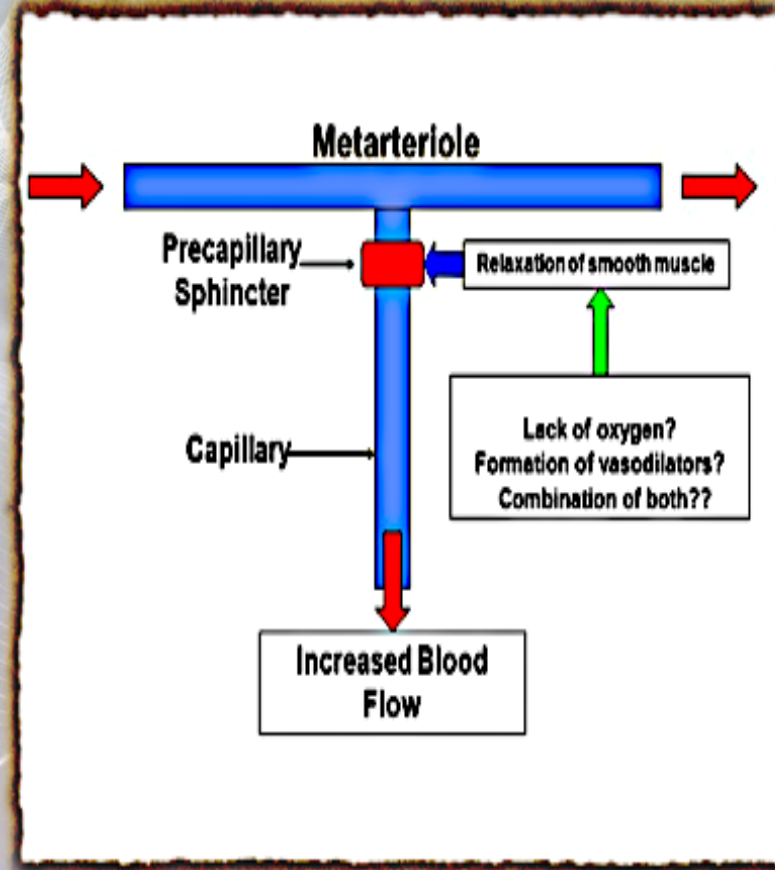 Metarteriole
Precapillary
Sphincter
Relaxation of smooth muscle
Capillary
Lack of oxygen?
Formation of vasodilators?
Combination of both??
Increased Blood
Flow